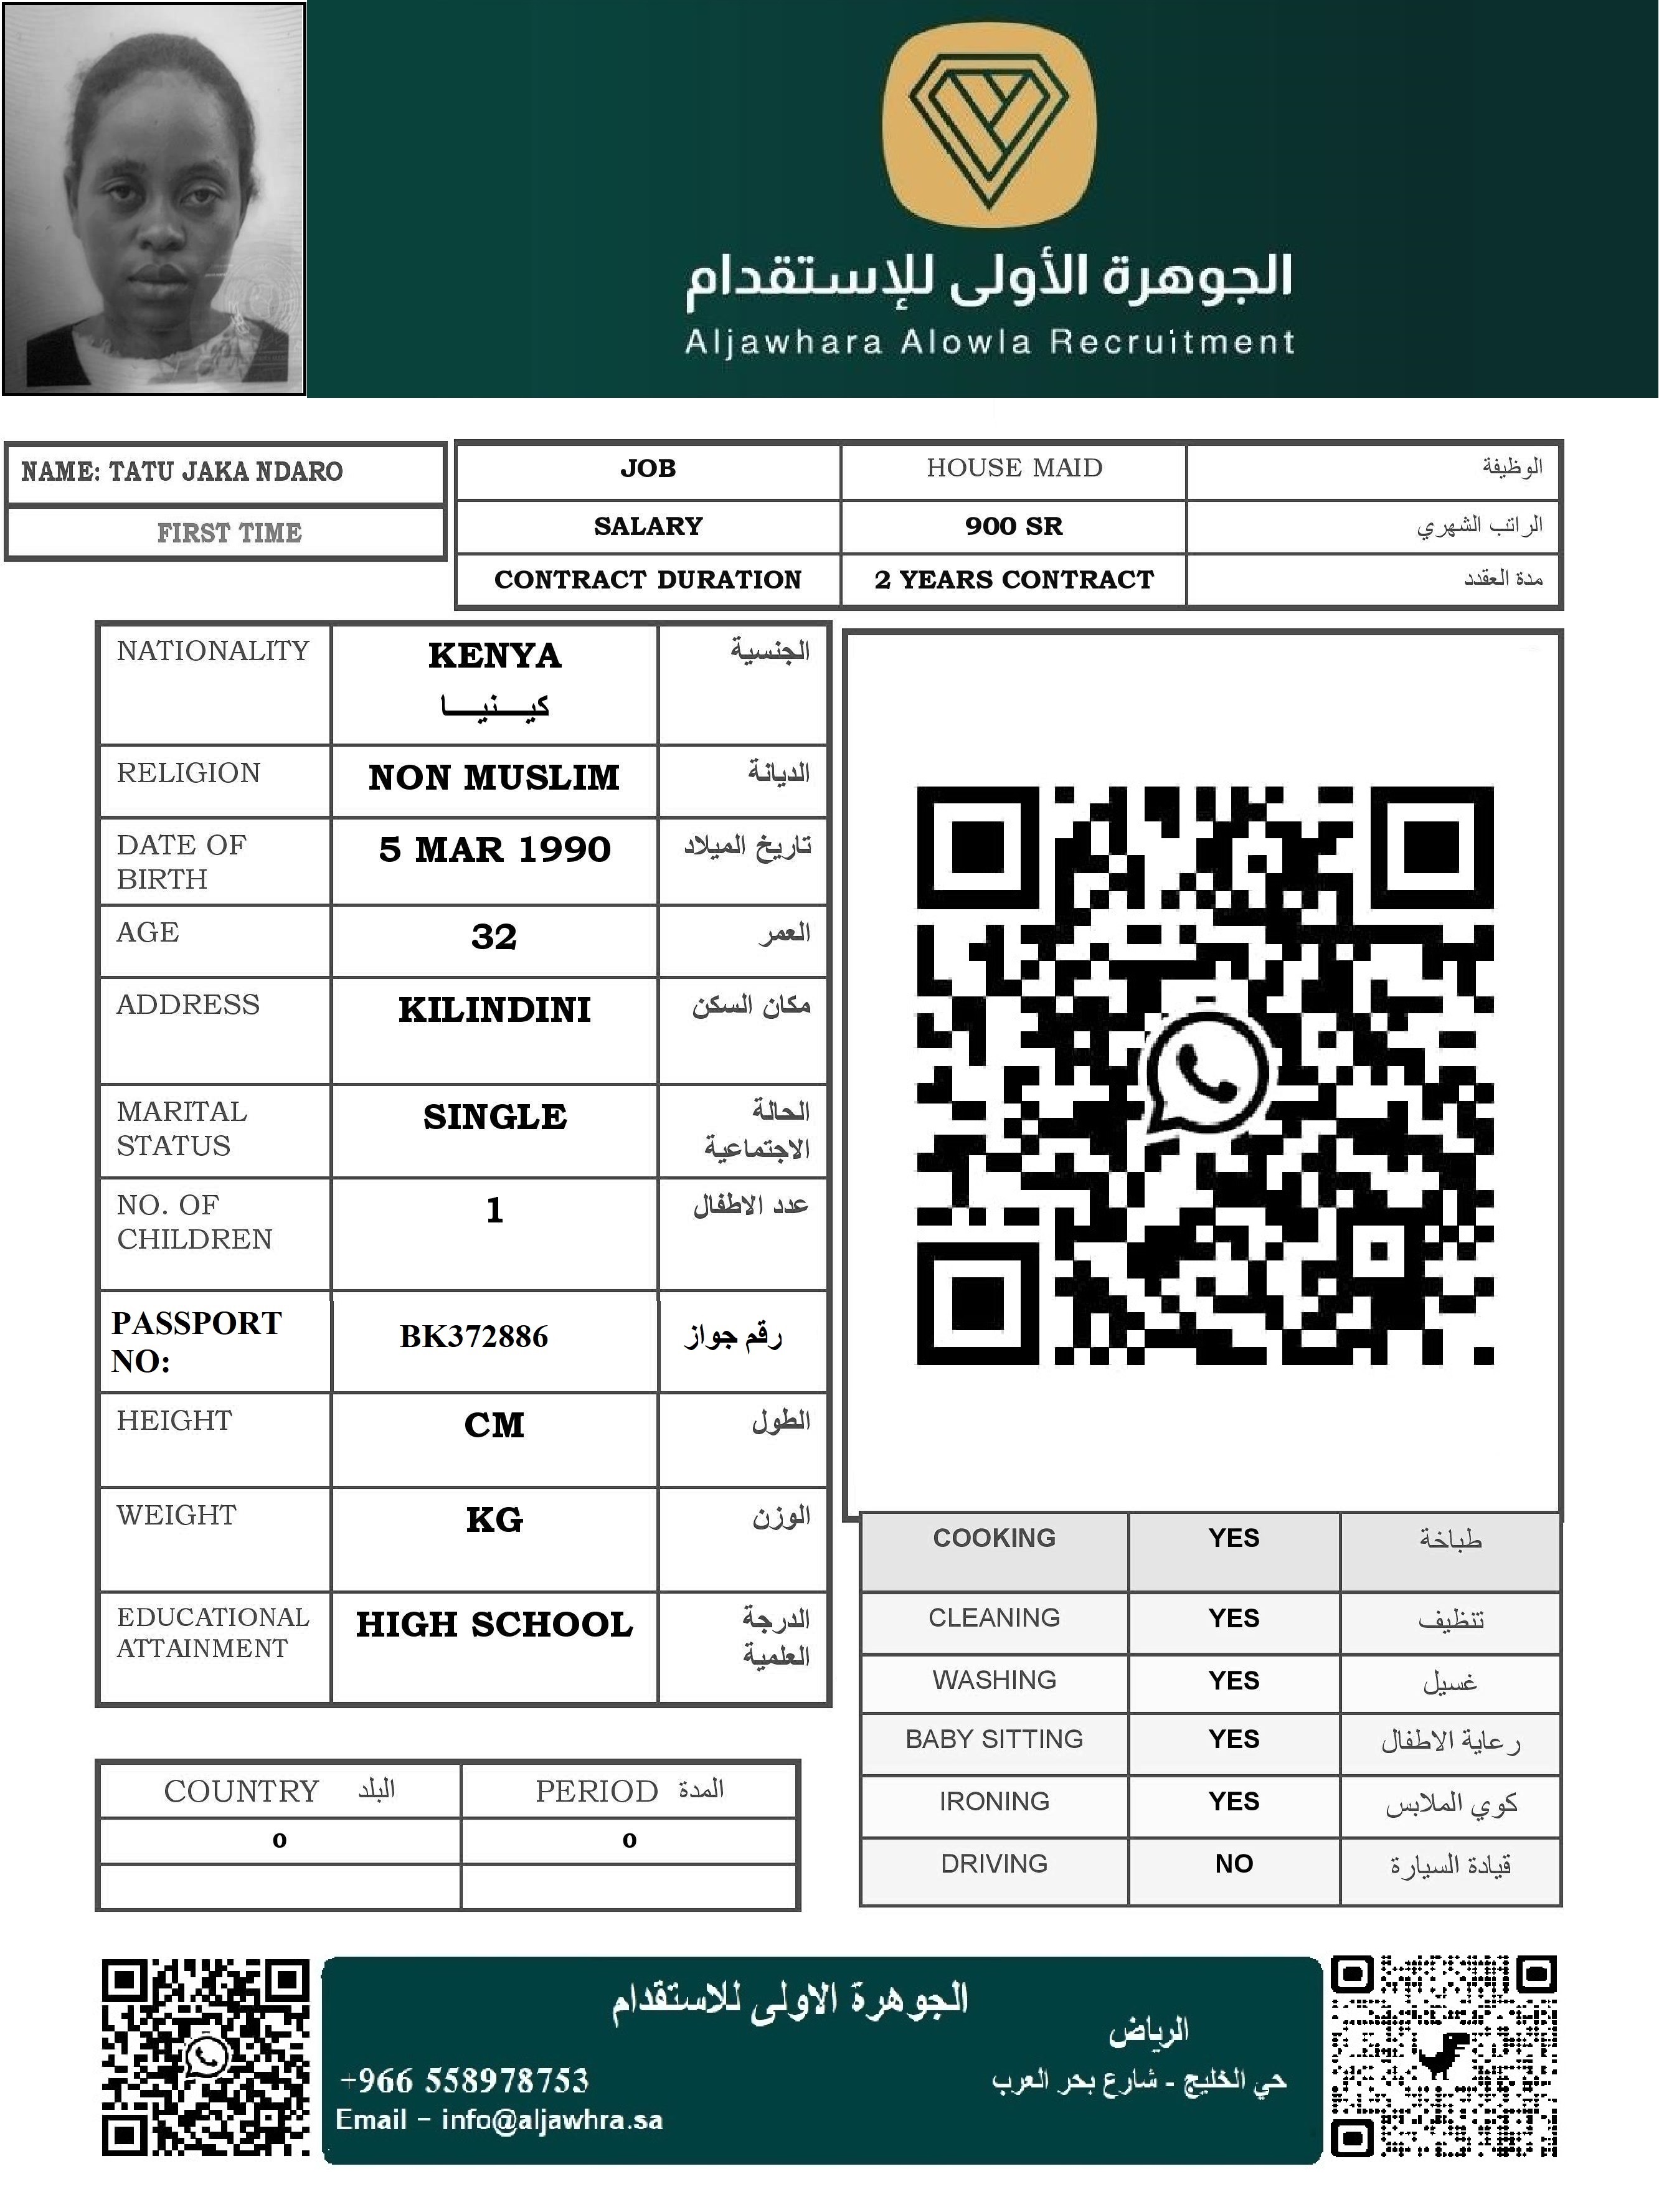 الجوهرة الأولى للإستقدام
Aljawhara Alowla Recruitment
NAME: TATU JAKA NDARO
FIRST TIME
JOB HOUSE MAID الوظيفة
SALARY 900 SR الراتب الشهري
CONTRACT DURATION 2 YEARS CONTRACT مدة العقدد
NATIONALITY KENYA الجنسية
كيـــنيـــا
RELIGION NON MUSLIM الديانة
DATE OF 5 MAR 1990 تاريخ الميلاد
BIRTH
AGE 32 العمر
ADDRESS KILINDINI مكان السكن
MARITAL SINGLE الحالة
STATUS الاجتماعية
NO. OF 1 عدد الاطفال
CHILDREN
PASSPORT
NO: BK372886 رقم جواز
HEIGHT CM الطول
WEIGHT KG الوزن
EDUCATIONAL HIGH SCHOOL الدرجة
ATTAINMENT العلمية
COOKING YES طباخة
CLEANING YES تنظيف
WASHING YES غسيل
BABY SITTING YES رعاية الاطفال
IRONING YES كوي الملابس
DRIVING NO قيادة السيارة
COUNTRY البلد PERIOD المدة
0 0
الجوهرة الاولى للاستقدام
الرياض
حي الخليج - شارع بحر العرب
+966 558978753
Email - info@aljawhra.sa